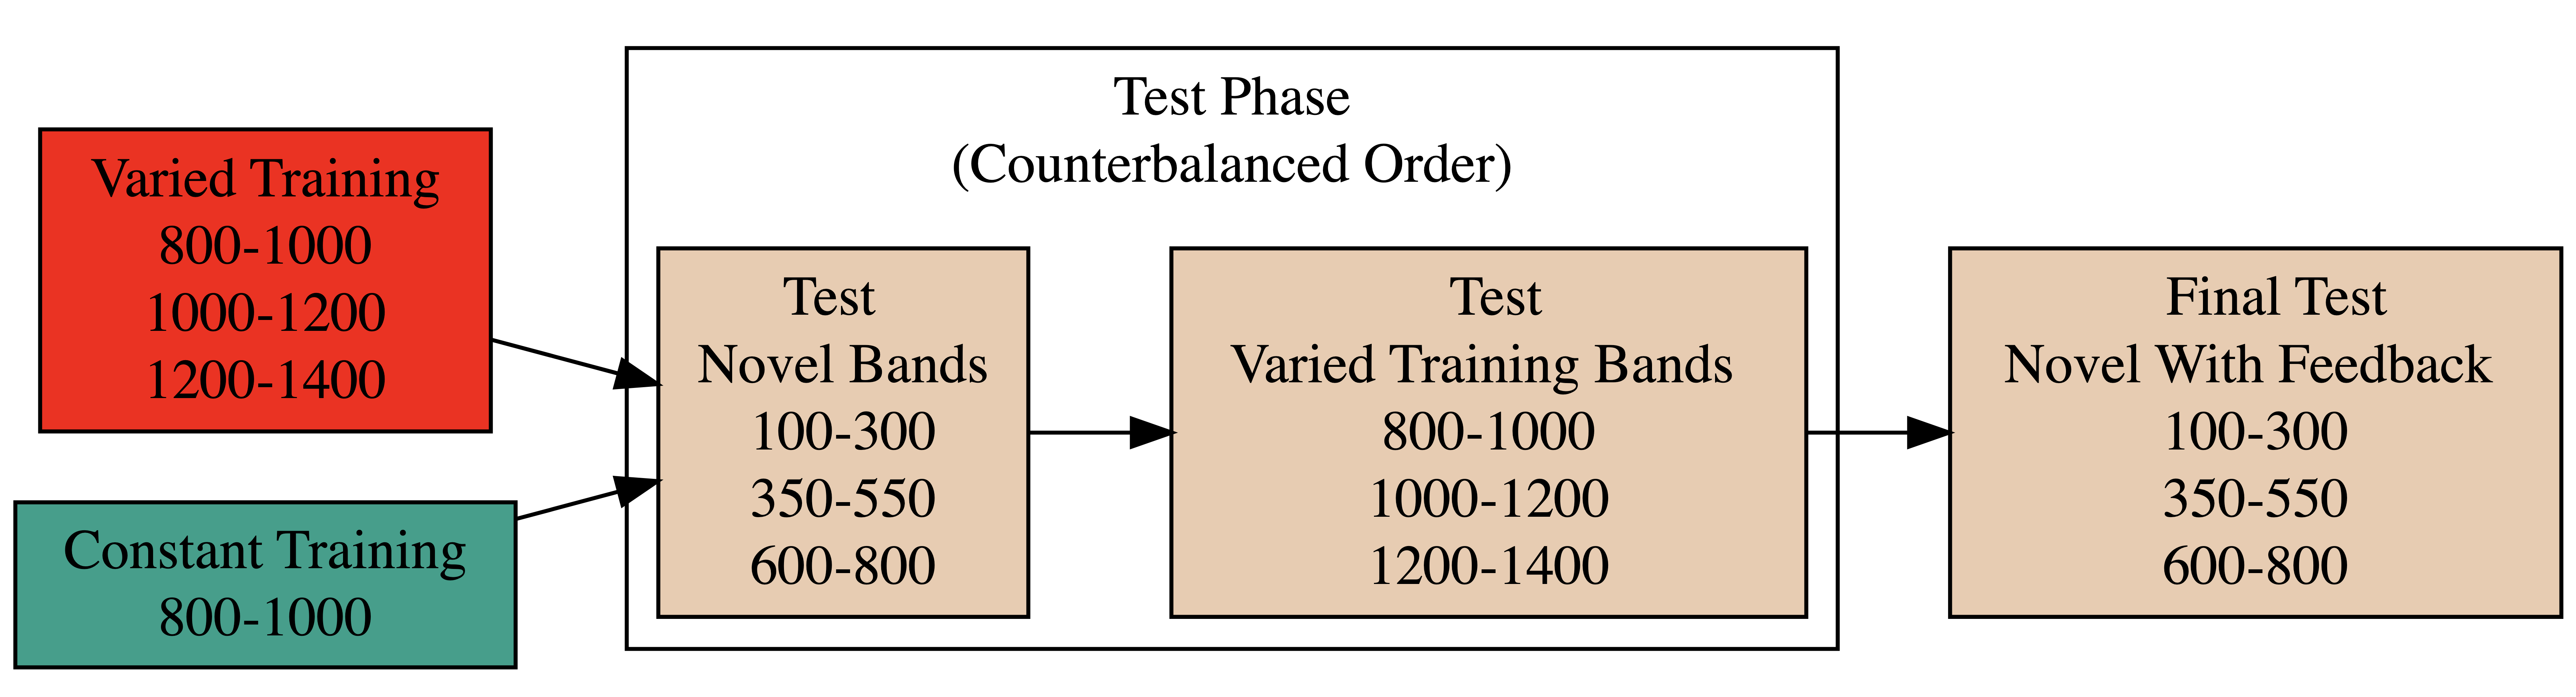 Varied Training
800-1000
1000-1200
1200-1400
Constant Training
800-1000
Test Phase
(Counterbalanced Order)
Test
Novel Bands
100-300
350-550
600-800
Test
Varied Training Bands
800-1000
1000-1200
1200-1400
Final Test
Novel With Feedback
100-300
350-550
600-800